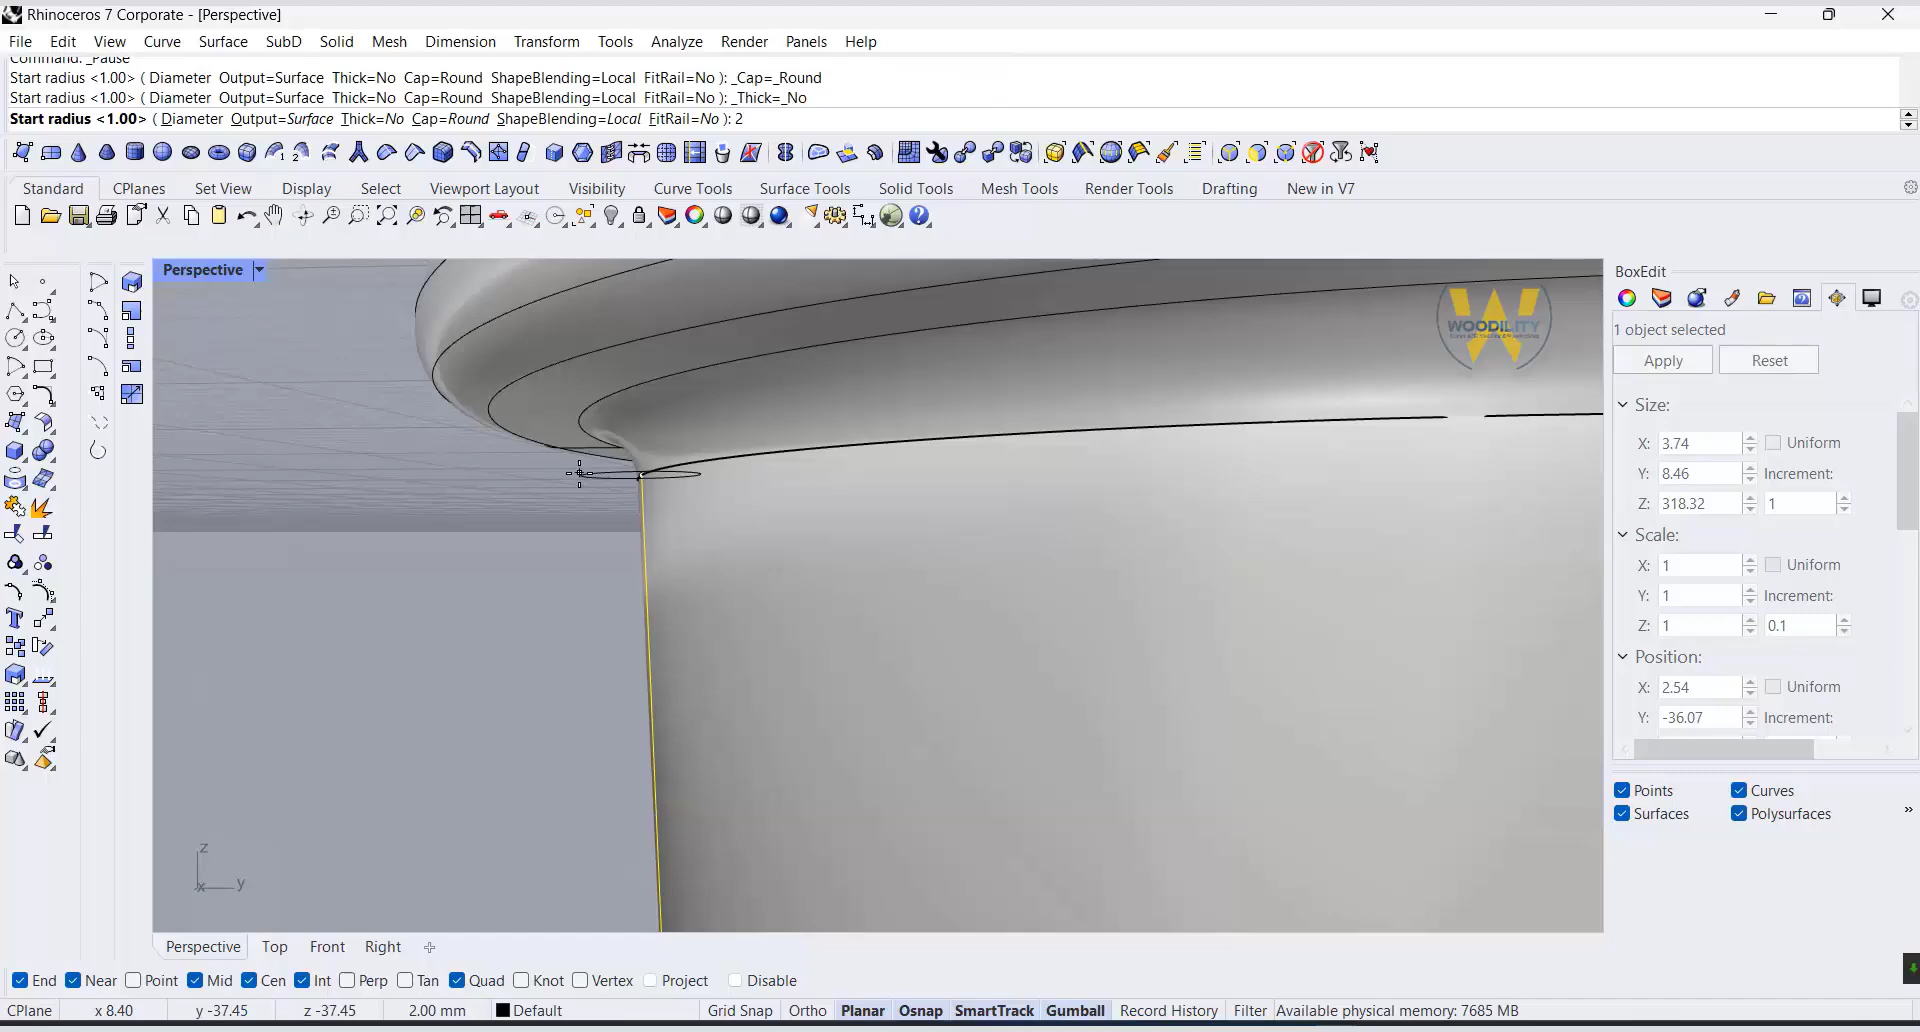 Rhinoceros 7 Corporate - [Perspective]
File Edit View Curve Surface SubD Solid Mesh Dimension Transform Tools Analyze Render Panels Help
Command: _Pause
Start radius <1.00> ( Diameter Output=Surface Thick=No Cap=Round ShapeBlending=Local FitRail=No ): _Cap=_Round
Start radius <1.00> ( Diameter Output=Surface Thick=No Cap=Round ShapeBlending=Local FitRail=No ): _Thick=_No
Start radius <1.00> ( Diameter Output=Surface Thick=No Cap=Round ShapeBlending=Local FitRail=No ): 2
Standard CPlanes Set View Display Select Viewport Layout Visibility Curve Tools Surface Tools Solid Tools Mesh Tools Render Tools Drafting New in V7
Perspective
WOODILITY
z
x y
BoxEdit
1 object selected
Apply Reset
Size:
X: 3.74 Uniform
Y: 8.46 Increment:
Z: 318.32 1
Scale:
X: 1 Uniform
Y: 1 Increment:
Z: 1 0.1
Position:
X: 2.54 Uniform
Y: -36.07 Increment:
Points Curves
Surfaces Polysurfaces
»
Perspective Top Front Right
End Near Point Mid Cen Int Perp Tan Quad Knot Vertex Project Disable
CPlane x 8.40 y -37.45 z -37.45 2.00 mm Default Grid Snap Ortho Planar Osnap SmartTrack Gumball Record History Filter Available physical memory: 7685 MB